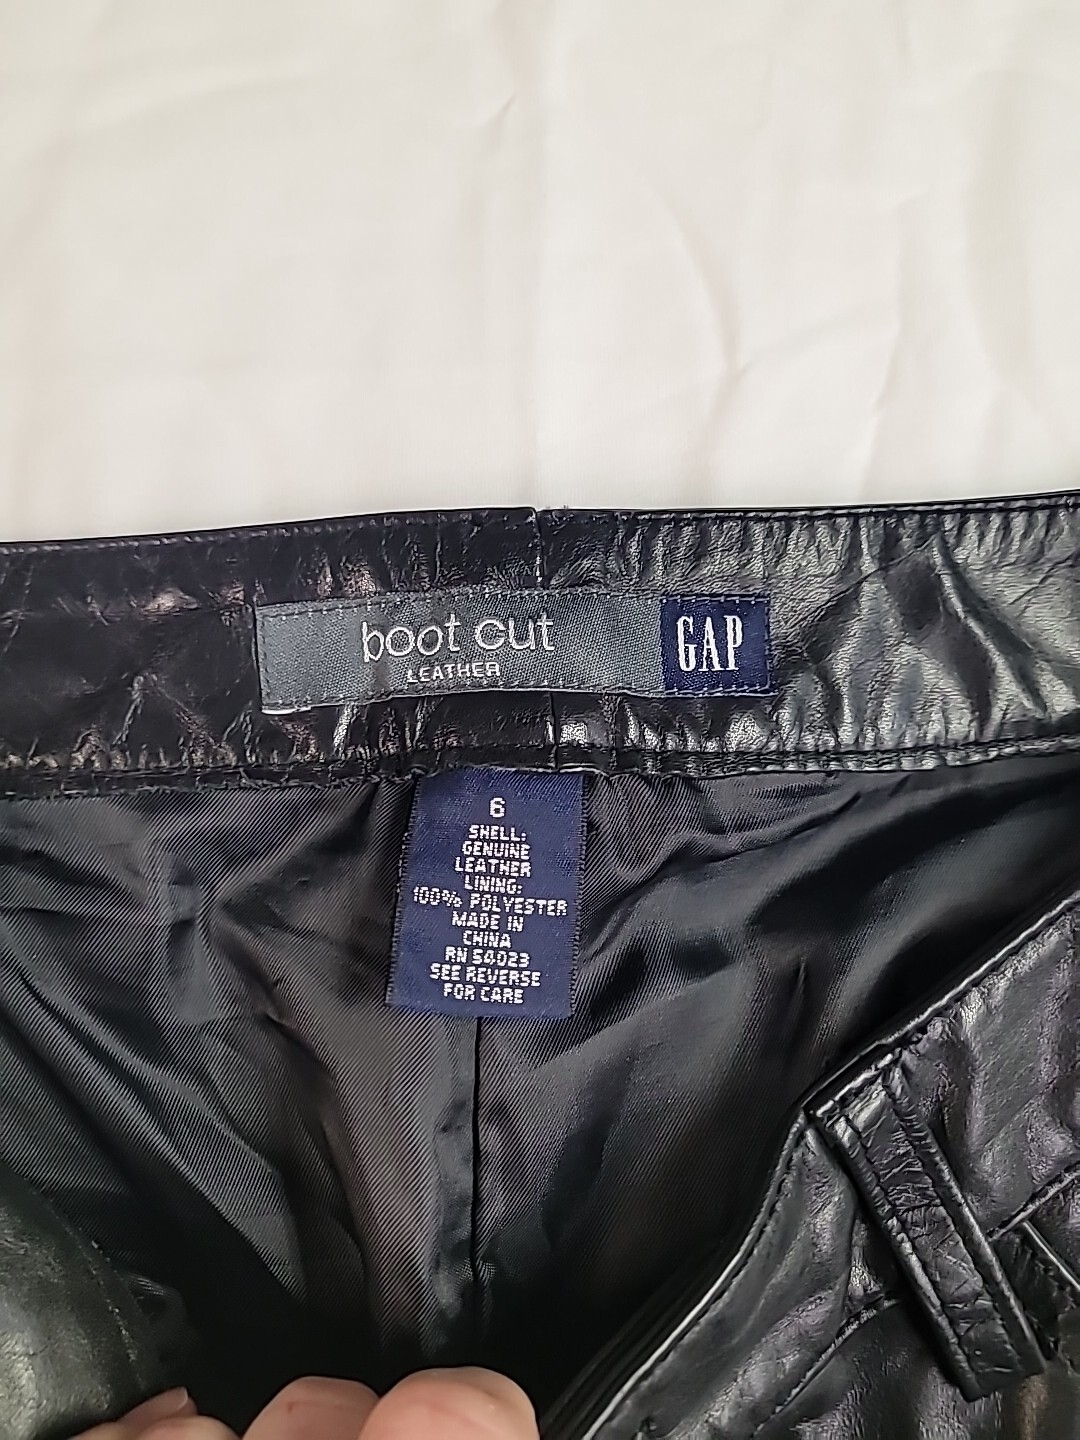 boot cut
LEATHER
GAP
6
SHELL:
GENUINE
LEATHER
LINING:
100% POLYESTER
MADE IN
CHINA
RN 54023
SEE REVERSE
FOR CARE